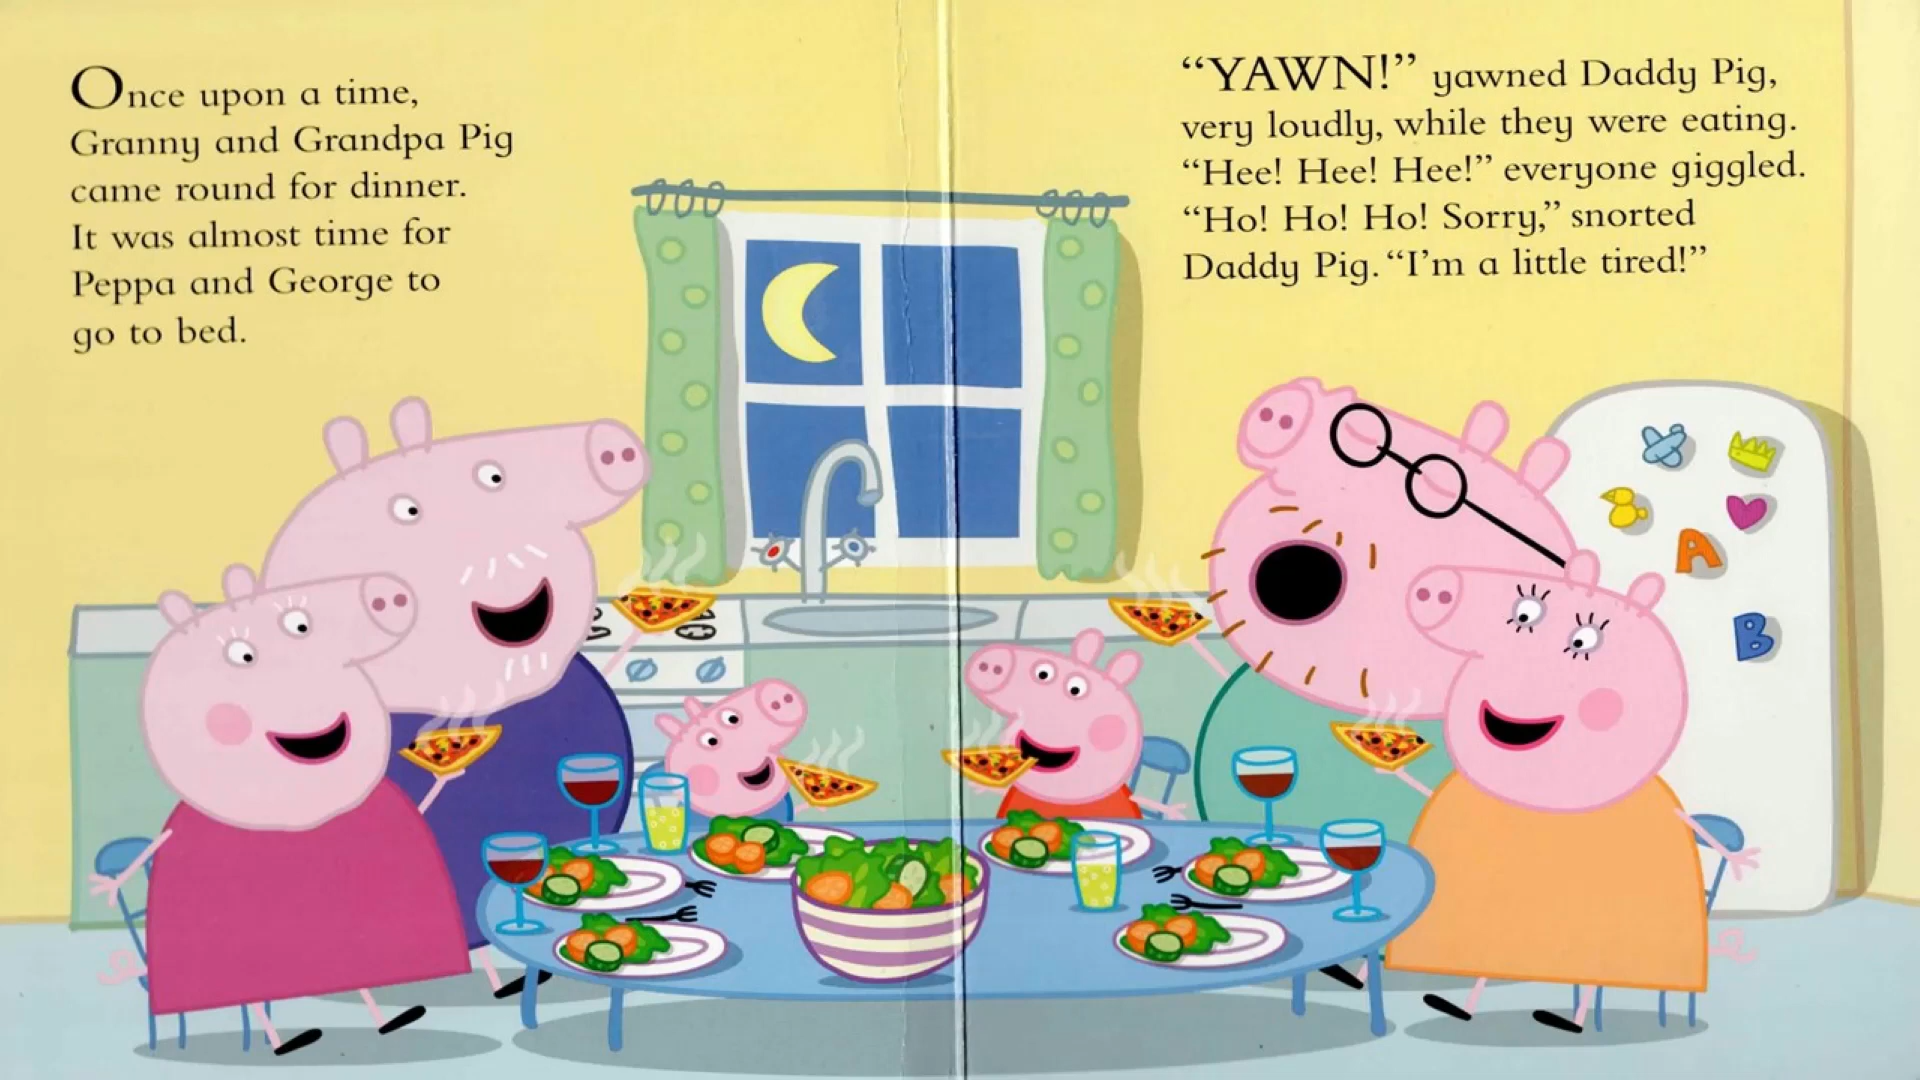 Once upon a time,
Granny and Grandpa Pig
came round for dinner.
It was almost time for
Peppa and George to
go to bed.
“YAWN!” yawned Daddy Pig,
very loudly, while they were eating.
“Hee! Hee! Hee!” everyone giggled.
“Ho! Ho! Ho! Sorry,” snorted
Daddy Pig. “I’m a little tired!”
A
B